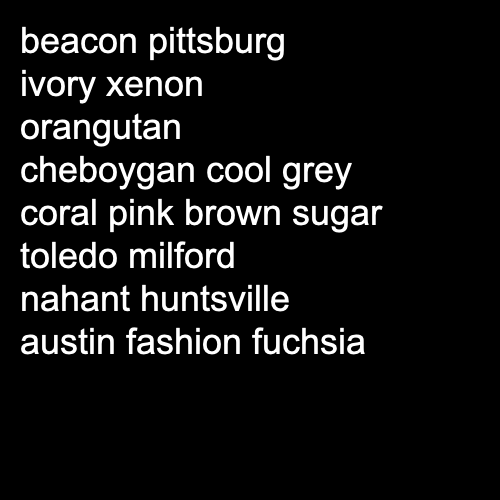 beacon pittsburg
ivory xenon
orangutan
cheboygan cool grey
coral pink brown sugar
toledo milford
nahant huntsville
austin fashion fuchsia